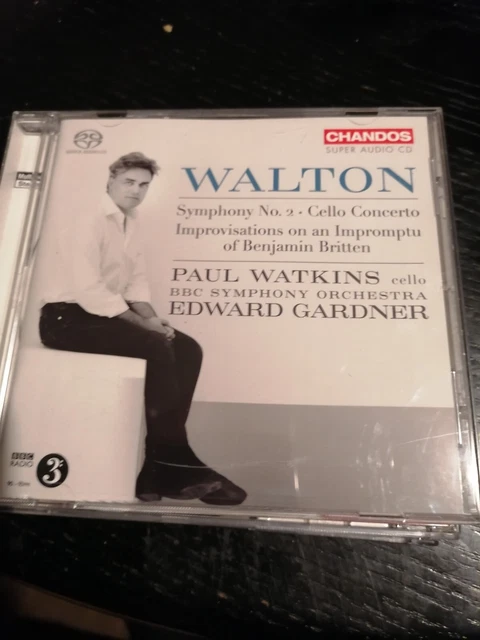 CHANDOS
SUPER AUDIO CD
WALTON
Symphony No. 2 · Cello Concerto
Improvisations on an Impromptu
of Benjamin Britten
PAUL WATKINS cello
BBC SYMPHONY ORCHESTRA
EDWARD GARDNER
BBC
RADIO
3